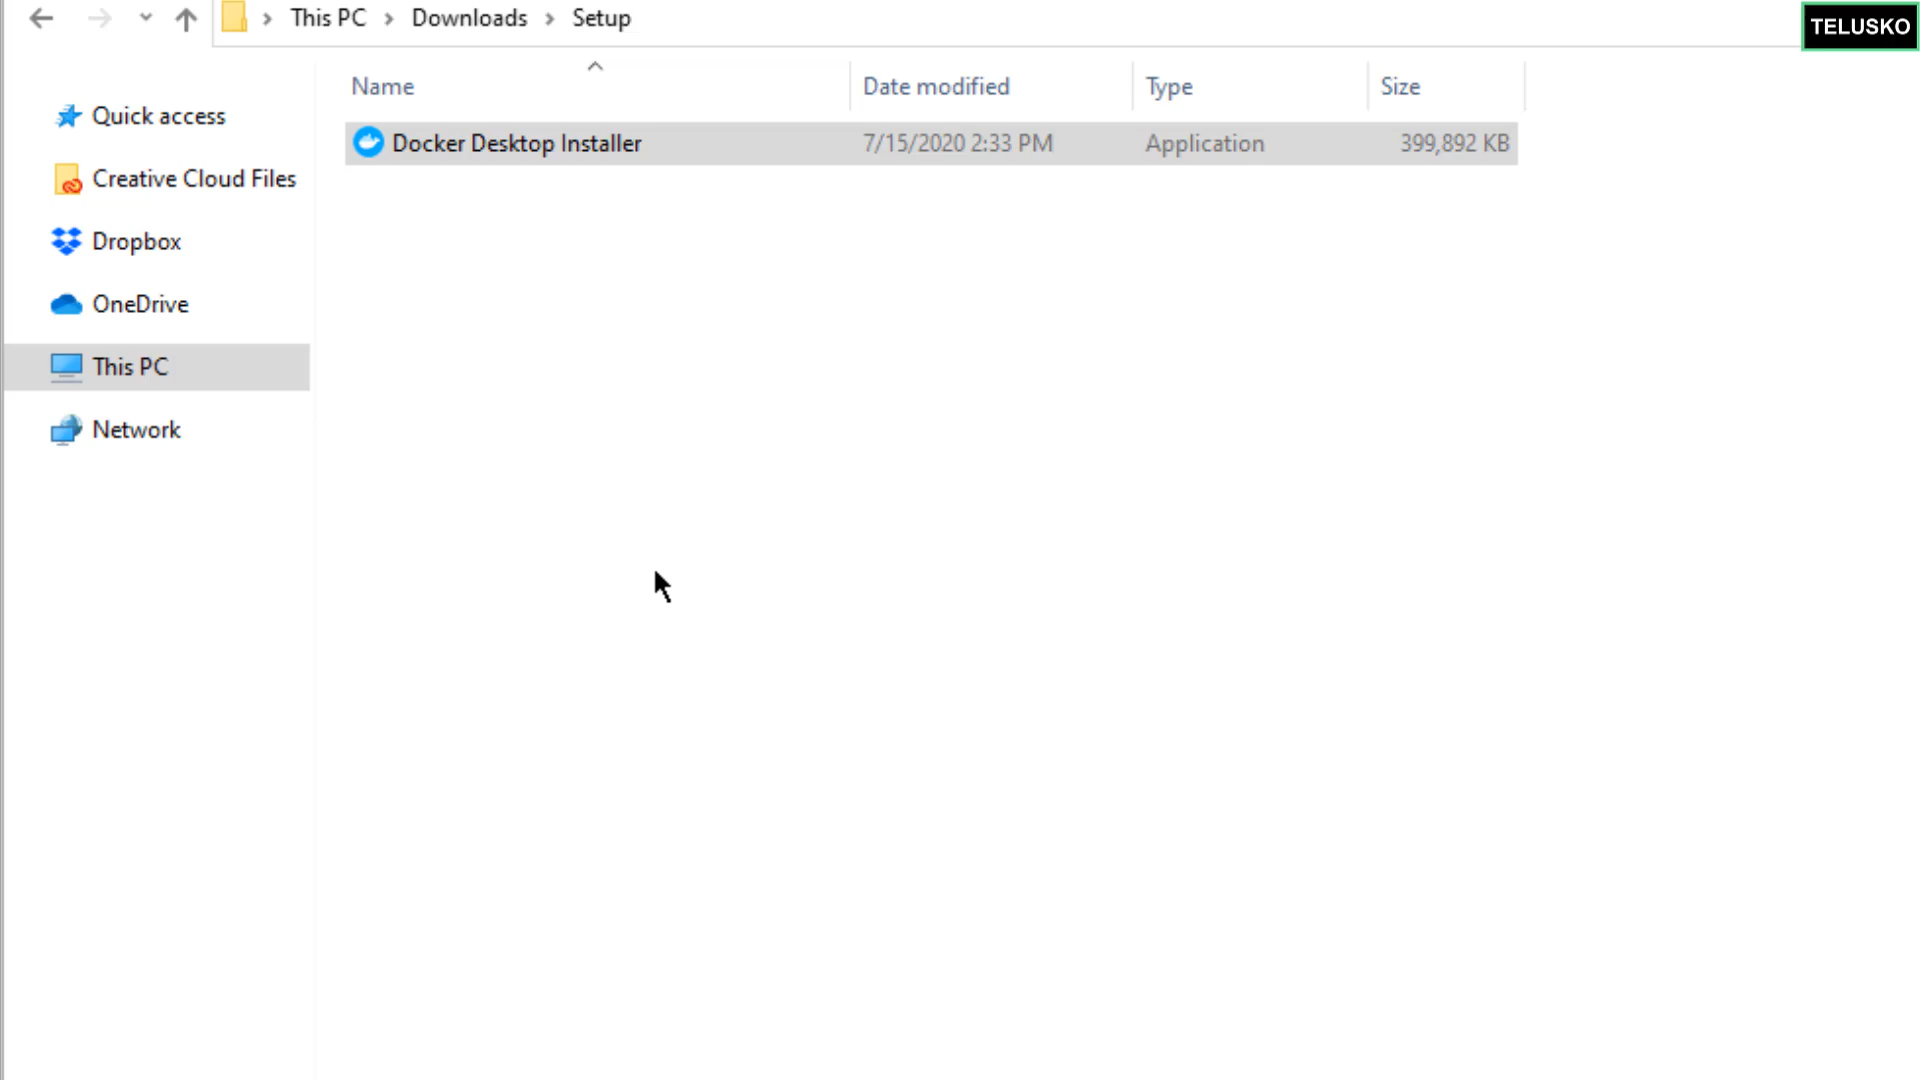 This PC > Downloads > Setup
TELUSKO
Name Date modified Type Size
Quick access
Docker Desktop Installer 7/15/2020 2:33 PM Application 399,892 KB
Creative Cloud Files
Dropbox
OneDrive
This PC
Network